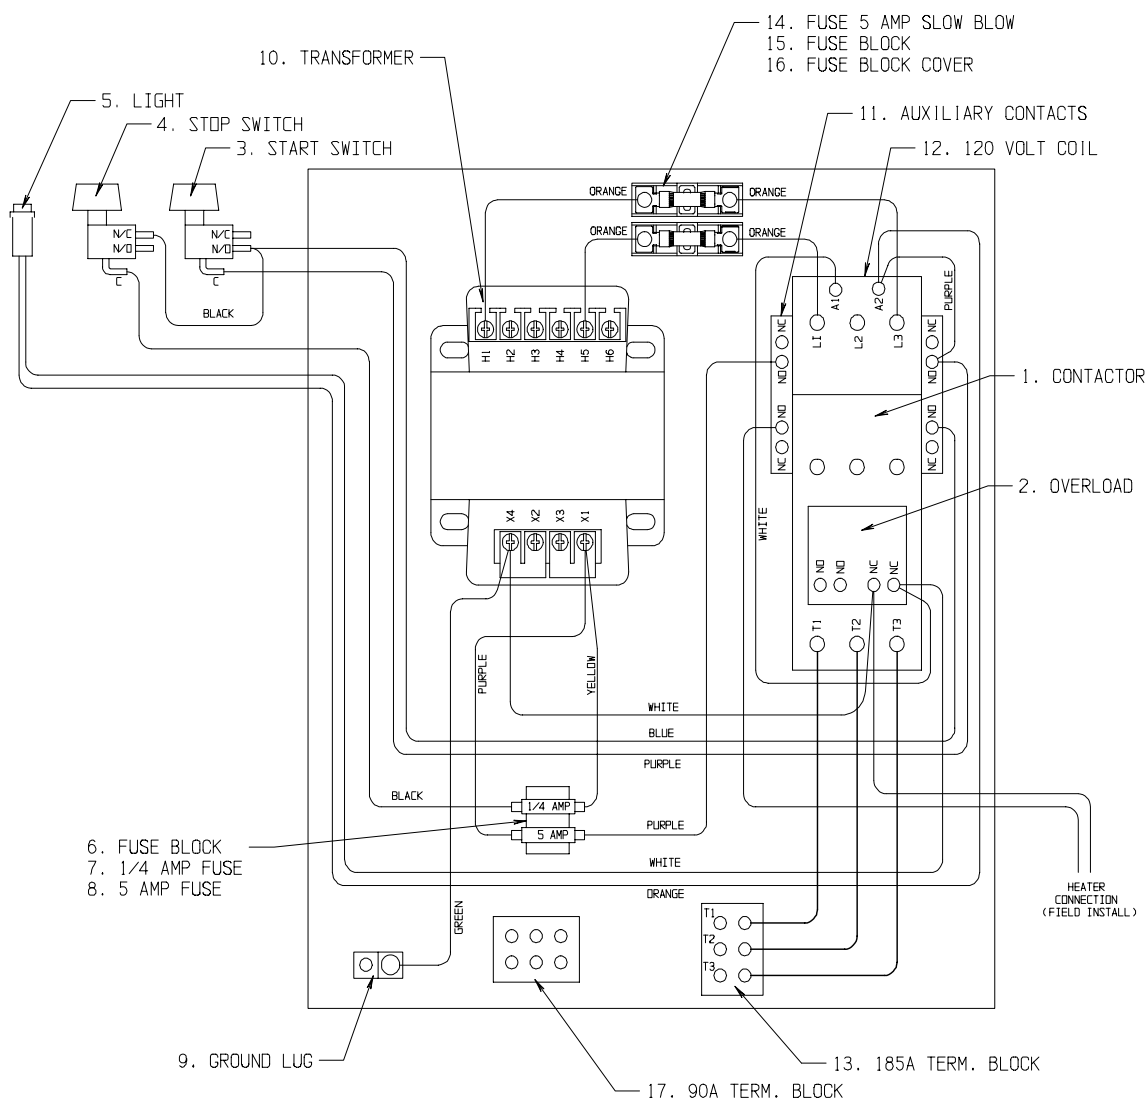 14. FUSE 5 AMP SLOW BLOW
15. FUSE BLOCK
16. FUSE BLOCK COVER
10. TRANSFORMER
5. LIGHT
4. STOP SWITCH
3. START SWITCH
11. AUXILIARY CONTACTS
12. 120 VOLT COIL
ORANGE
ORANGE
ORANGE
ORANGE
N/C
N/O
C
N/C
N/O
C
BLACK
PURPLE
A1
A2
NC
NO
NO
NC
L1
L2
L3
NC
NO
NO
NC
H1
H2
H3
H4
H5
H6
1. CONTACTOR
2. OVERLOAD
X4
X2
X3
X1
WHITE
NO
NO
NC
NC
T1
T2
T3
PURPLE
YELLOW
WHITE
BLUE
PURPLE
BLACK
1/4 AMP
5 AMP
PURPLE
6. FUSE BLOCK
7. 1/4 AMP FUSE
8. 5 AMP FUSE
WHITE
ORANGE
HEATER
CONNECTION
(FIELD INSTALL)
GREEN
T1
T2
T3
9. GROUND LUG
13. 185A TERM. BLOCK
17. 90A TERM. BLOCK